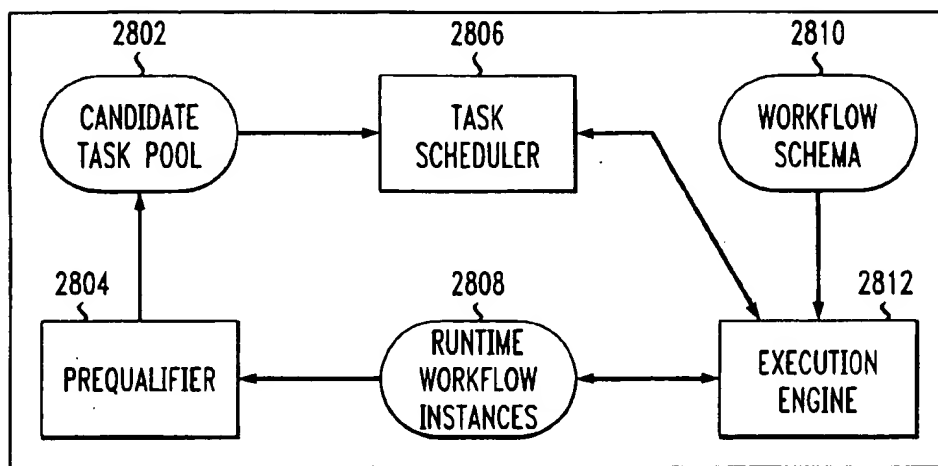 2802
2806
2810
CANDIDATE
TASK POOL
TASK
SCHEDULER
WORKFLOW
SCHEMA
2804
2808
2812
PREQUALIFIER
RUNTIME
WORKFLOW
INSTANCES
EXECUTION
ENGINE